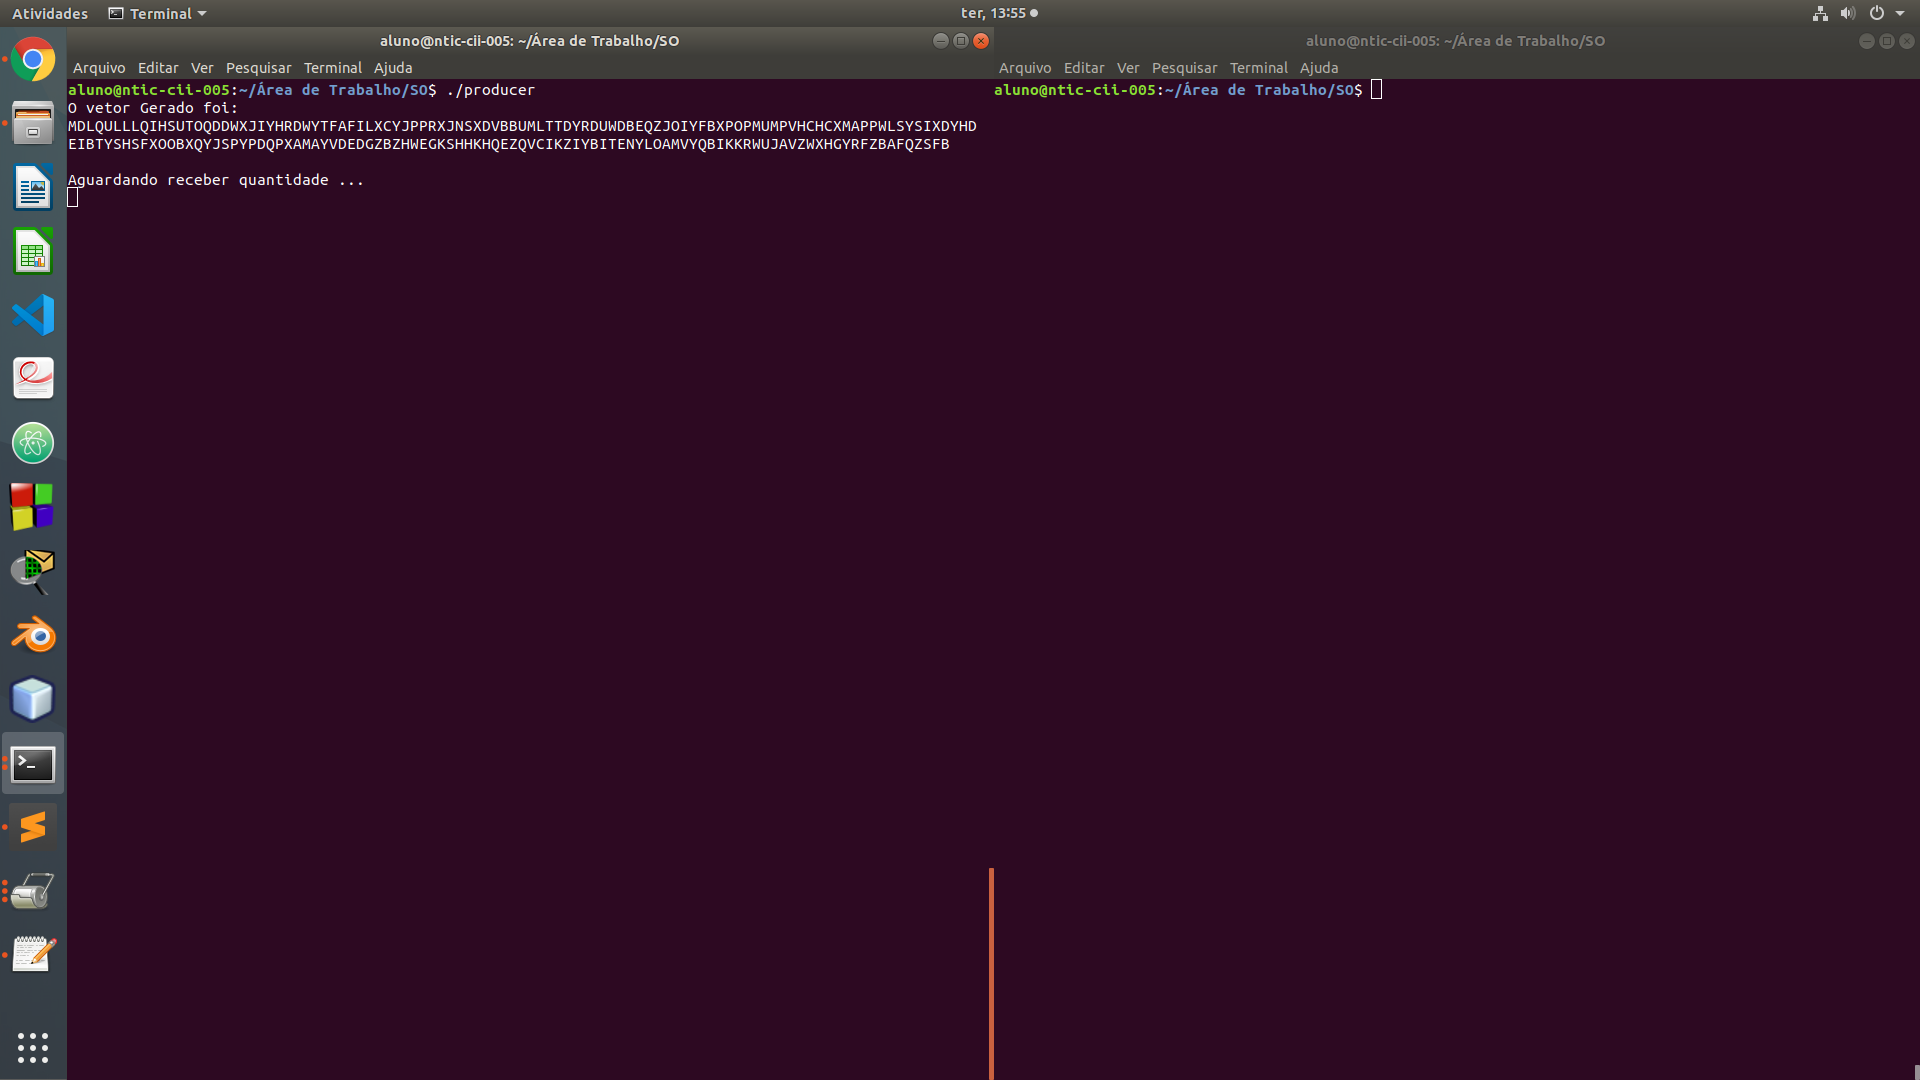 Atividades Terminal ter, 13:55
aluno@ntic-cii-005: ~/Área de Trabalho/SO
Arquivo Editar Ver Pesquisar Terminal Ajuda
aluno@ntic-cii-005:~/Área de Trabalho/SO$ ./producer
O vetor Gerado foi:
MDLQULLLQIHSUTOQDDWXJIYHRDWYTFAFILXCYJPPRXJNSXDVBBUMLTTDYRDUWDBEQZJOIYFBXPOPMUMPVHCHCXMAPPWLSYSIXDYHD
EIBTYSHSFXOOBXQYJSPYPDQPXAMAYVDEDGZBZHWEGKSHHKHQEZQVCIKZIYBITENYLOAMVYQBIKKRWUJAVZWXHGYRFZBAFQZSFB
Aguardando receber quantidade ...
aluno@ntic-cii-005: ~/Área de Trabalho/SO
Arquivo Editar Ver Pesquisar Terminal Ajuda
aluno@ntic-cii-005:~/Área de Trabalho/SO$